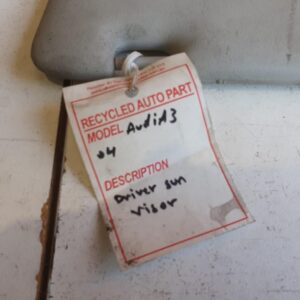 RECYCLED AUTO PART
MODEL Audi A3
04
DESCRIPTION
Driver sun
visor